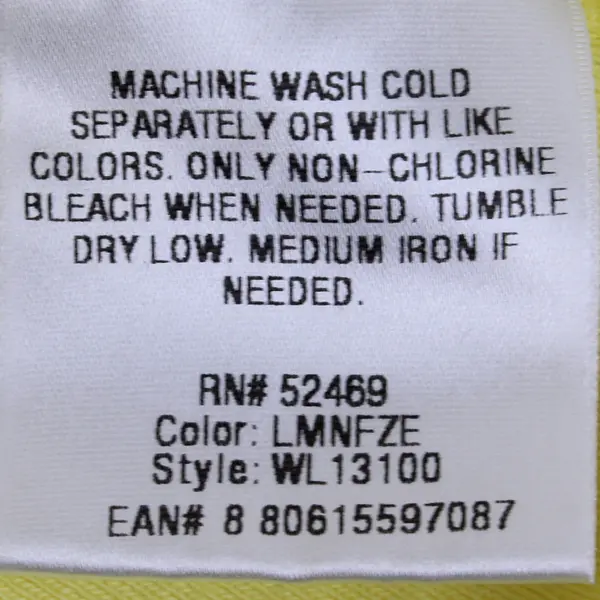 MACHINE WASH COLD
SEPARATELY OR WITH LIKE
COLORS. ONLY NON-CHLORINE
BLEACH WHEN NEEDED. TUMBLE
DRY LOW. MEDIUM IRON IF
NEEDED.
RN# 52469
Color: LMNFZE
Style: WL13100
EAN# 8 80615597087